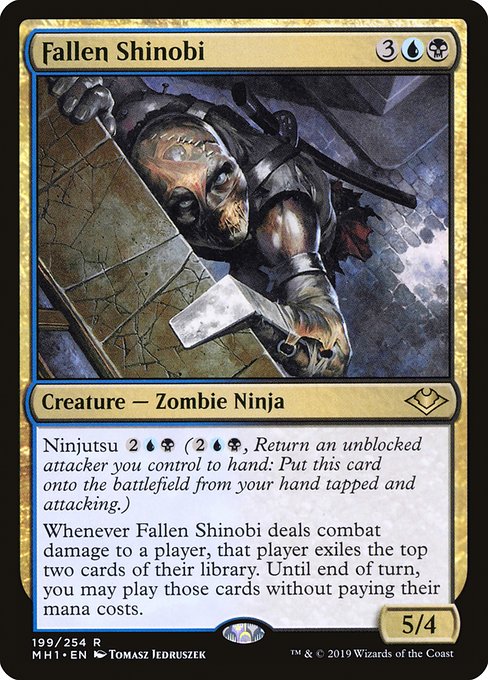 Fallen Shinobi 3
Creature — Zombie Ninja
Ninjutsu 2 (2, Return an unblocked
attacker you control to hand: Put this card
onto the battlefield from your hand tapped and
attacking.)
Whenever Fallen Shinobi deals combat
damage to a player, that player exiles the top
two cards of their library. Until end of turn,
you may play those cards without paying their
mana costs.
5/4
199/254 R
MH1 • EN Tomasz Jedruszek
™ & © 2019 Wizards of the Coast